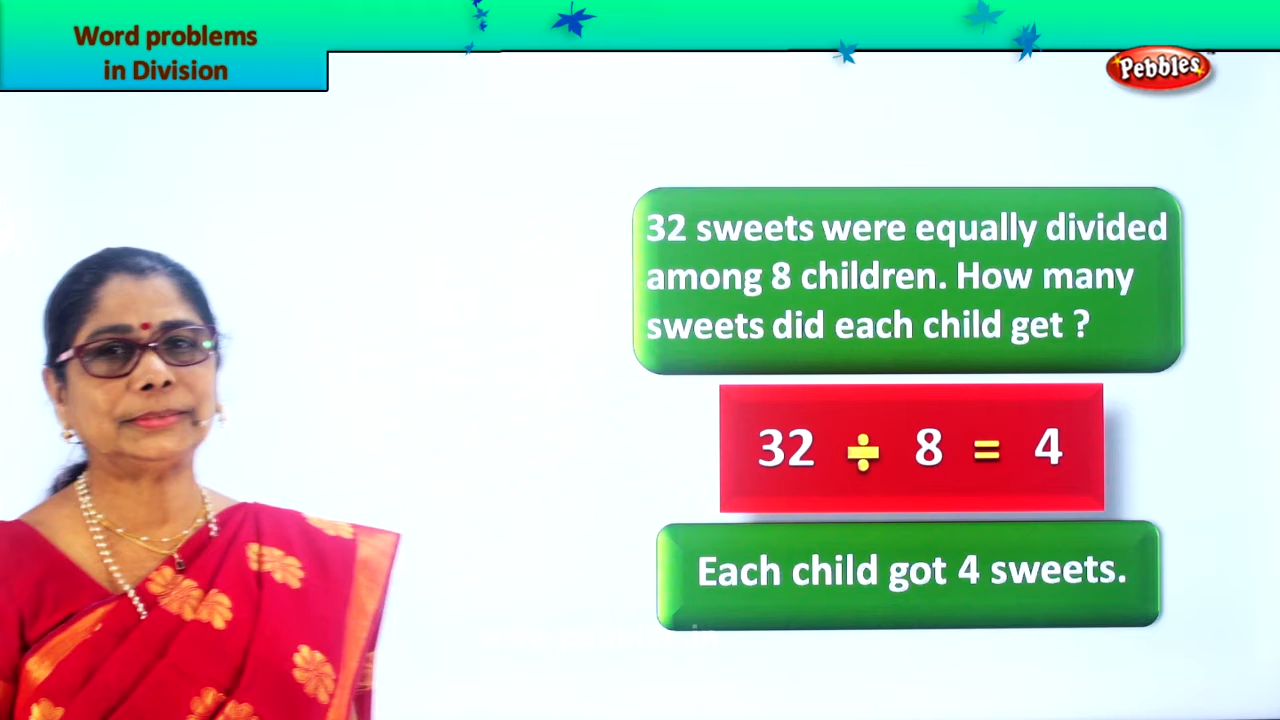 Word problems
in Division
Pebbles
32 sweets were equally divided
among 8 children. How many
sweets did each child get ?
32 ÷ 8 = 4
Each child got 4 sweets.